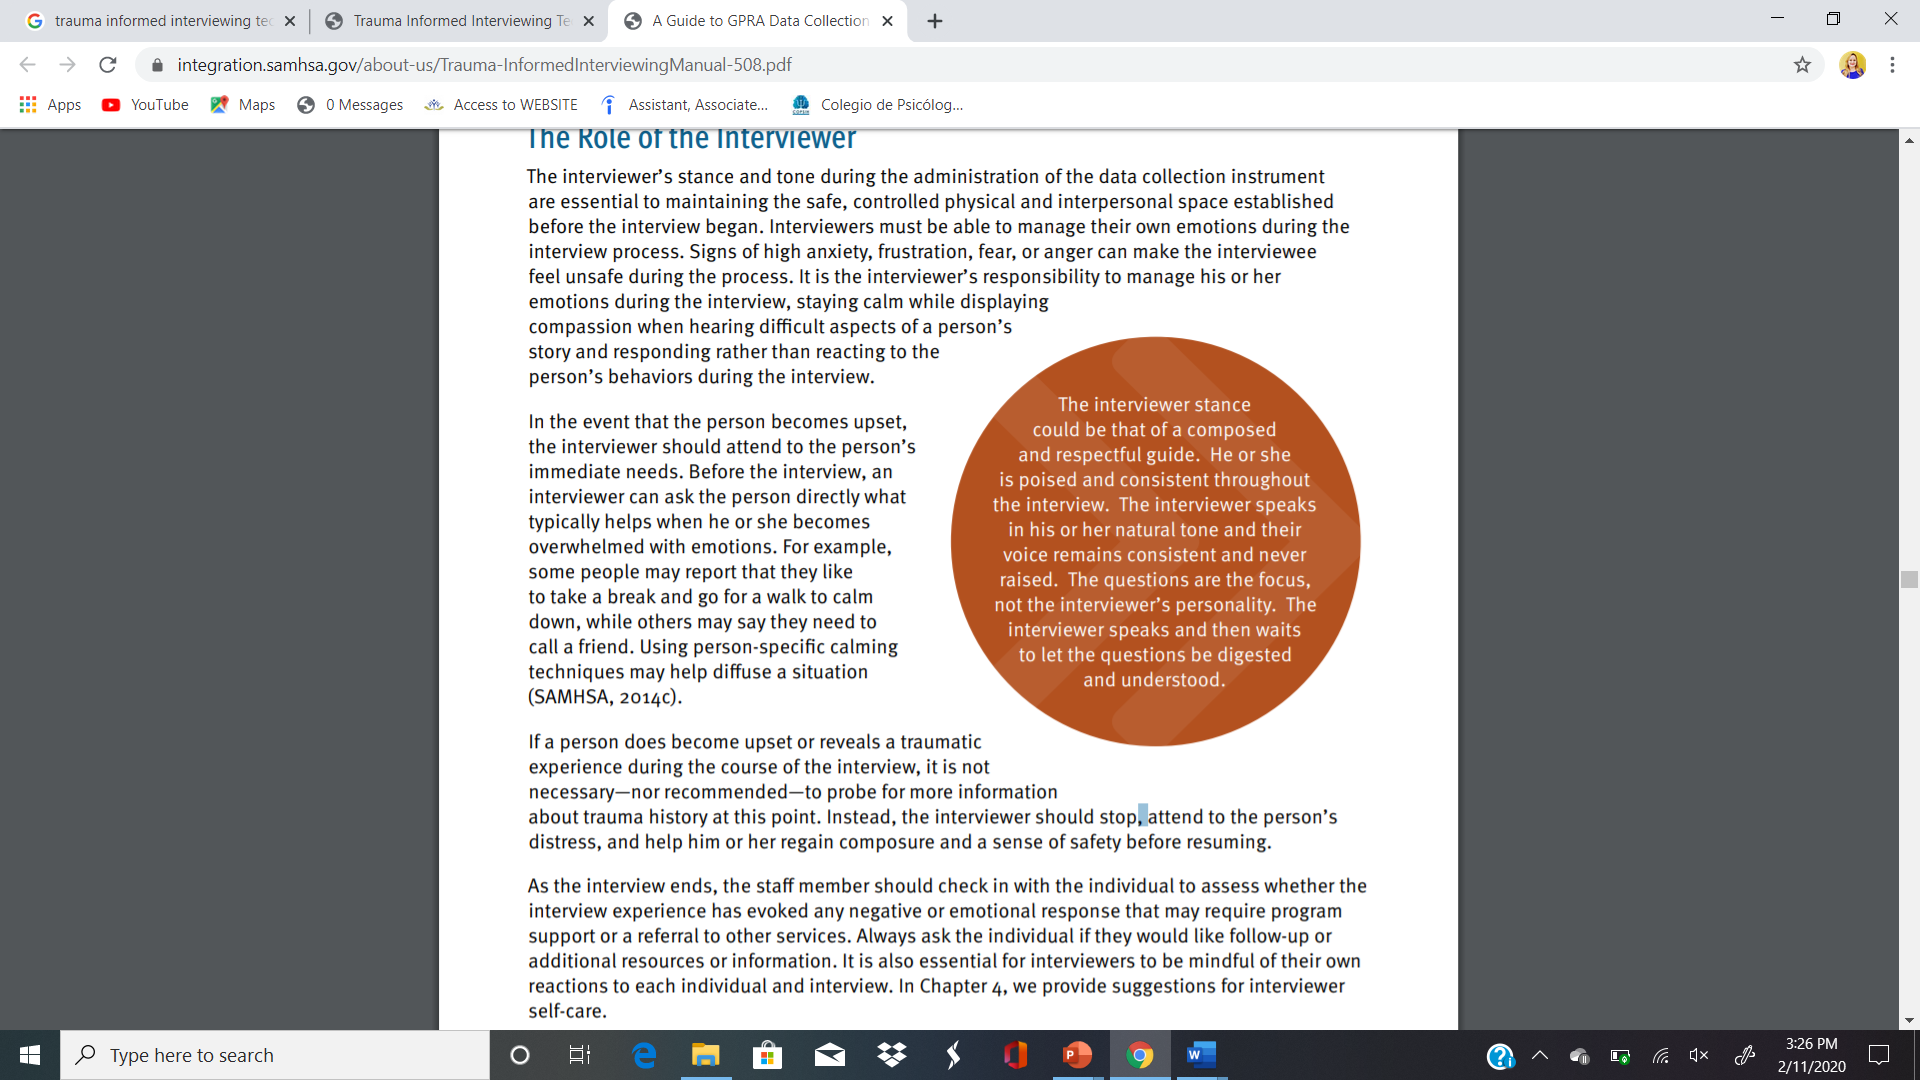 trauma informed interviewing tec
Trauma Informed Interviewing Te
A Guide to GPRA Data Collection
integration.samhsa.gov/about-us/Trauma-InformedInterviewingManual-508.pdf
Apps
YouTube
Maps
0 Messages
Access to WEBSITE
Assistant, Associate...
Colegio de Psicólog...
The Role of the Interviewer
The interviewer's stance and tone during the administration of the data collection instrument
are essential to maintaining the safe, controlled physical and interpersonal space established
before the interview began. Interviewers must be able to manage their own emotions during the
interview process. Signs of high anxiety, frustration, fear, or anger can make the interviewee
feel unsafe during the process. It is the interviewer's responsibility to manage his or her
emotions during the interview, staying calm while displaying
compassion when hearing difficult aspects of a person's
story and responding rather than reacting to the
person's behaviors during the interview.
In the event that the person becomes upset,
the interviewer should attend to the person's
immediate needs. Before the interview, an
interviewer can ask the person directly what
typically helps when he or she becomes
overwhelmed with emotions. For example,
some people may report that they like
to take a break and go for a walk to calm
down, while others may say they need to
call a friend. Using person-specific calming
techniques may help diffuse a situation
(SAMHSA, 2014c).
The interviewer stance
could be that of a composed
and respectful guide. He or she
is poised and consistent throughout
the interview. The interviewer speaks
in his or her natural tone and their
voice remains consistent and never
raised. The questions are the focus,
not the interviewer's personality. The
interviewer speaks and then waits
to let the questions be digested
and understood.
If a person does become upset or reveals a traumatic
experience during the course of the interview, it is not
necessary—nor recommended—to probe for more information
about trauma history at this point. Instead, the interviewer should stop, attend to the person's
distress, and help him or her regain composure and a sense of safety before resuming.
As the interview ends, the staff member should check in with the individual to assess whether the
interview experience has evoked any negative or emotional response that may require program
support or a referral to other services. Always ask the individual if they would like follow-up or
additional resources or information. It is also essential for interviewers to be mindful of their own
reactions to each individual and interview. In Chapter 4, we provide suggestions for interviewer
self-care.
Type here to search
3:26 PM
2/11/2020